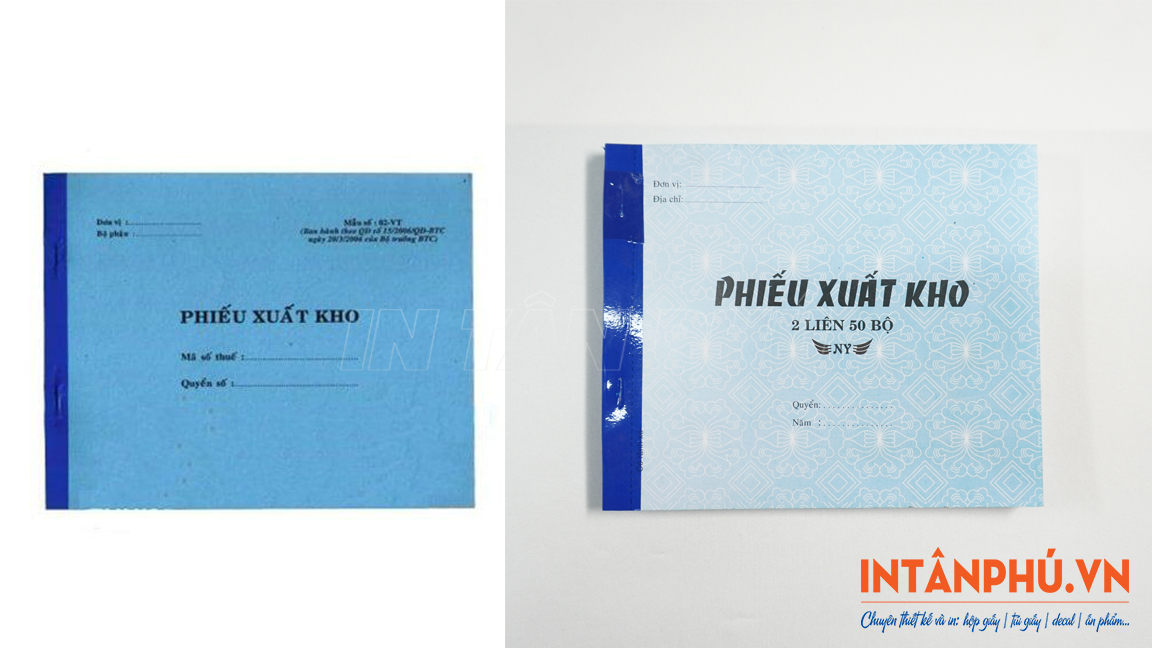 Đơn vị :
Bộ phận :
Mẫu số : 02-VT
(Ban hành theo QĐ số 15/2006/QĐ-BTC
ngày 20/3/2006 của Bộ trưởng BTC)
PHIẾU XUẤT KHO
Mã số thuế :
Quyển số :
IN TÂN
Đơn vị:
Địa chỉ:
PHIẾU XUẤT KHO
2 LIÊN 50 BỘ
NY
Quyển:
Năm :
INTÂNPHÚ.VN
Chuyên thiết kế và in: hộp giấy | túi giấy | decal | ấn phẩm...